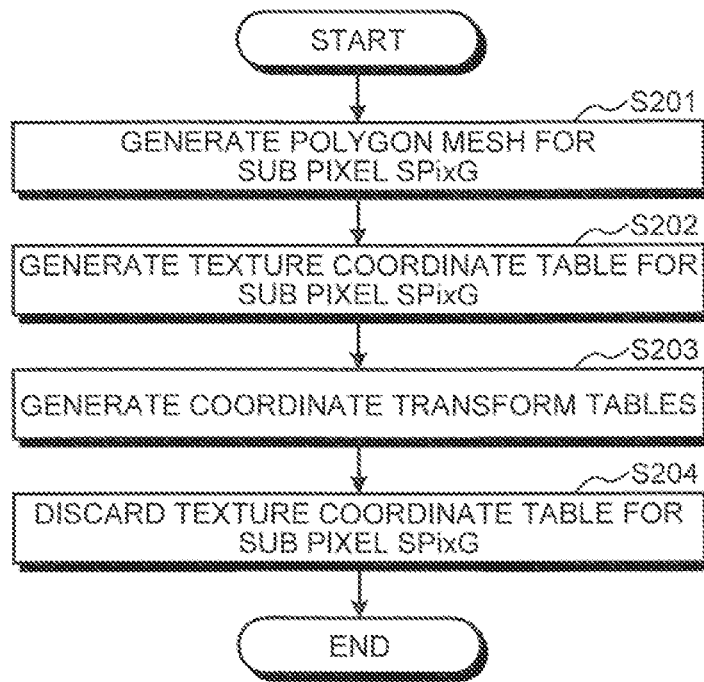 START
S201
GENERATE POLYGON MESH FOR
SUB PIXEL SPixG
S202
GENERATE TEXTURE COORDINATE TABLE FOR
SUB PIXEL SPixG
S203
GENERATE COORDINATE TRANSFORM TABLES
S204
DISCARD TEXTURE COORDINATE TABLE FOR
SUB PIXEL SPixG
END